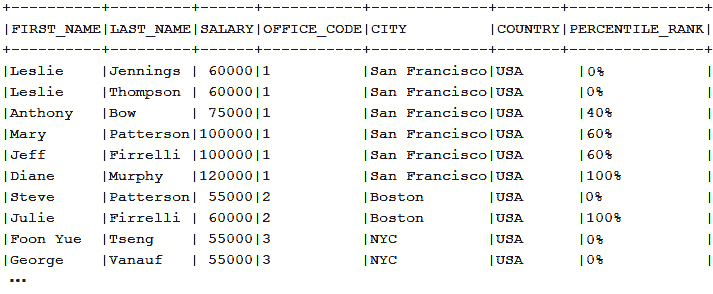 +----------+---------+------+-----------+-------------+-------+---------------+
|FIRST_NAME|LAST_NAME|SALARY|OFFICE_CODE|CITY         |COUNTRY|PERCENTILE_RANK|
+----------+---------+------+-----------+-------------+-------+---------------+
|Leslie    |Jennings | 60000|1          |San Francisco|USA    |0%             |
|Leslie    |Thompson | 60000|1          |San Francisco|USA    |0%             |
|Anthony   |Bow      | 75000|1          |San Francisco|USA    |40%            |
|Mary      |Patterson|100000|1          |San Francisco|USA    |60%            |
|Jeff      |Firrelli |100000|1          |San Francisco|USA    |60%            |
|Diane     |Murphy   |120000|1          |San Francisco|USA    |100%           |
|Steve     |Patterson| 55000|2          |Boston       |USA    |0%             |
|Julie     |Firrelli | 60000|2          |Boston       |USA    |100%           |
|Foon Yue  |Tseng    | 55000|3          |NYC          |USA    |0%             |
|George    |Vanauf   | 55000|3          |NYC          |USA    |0%             |
...